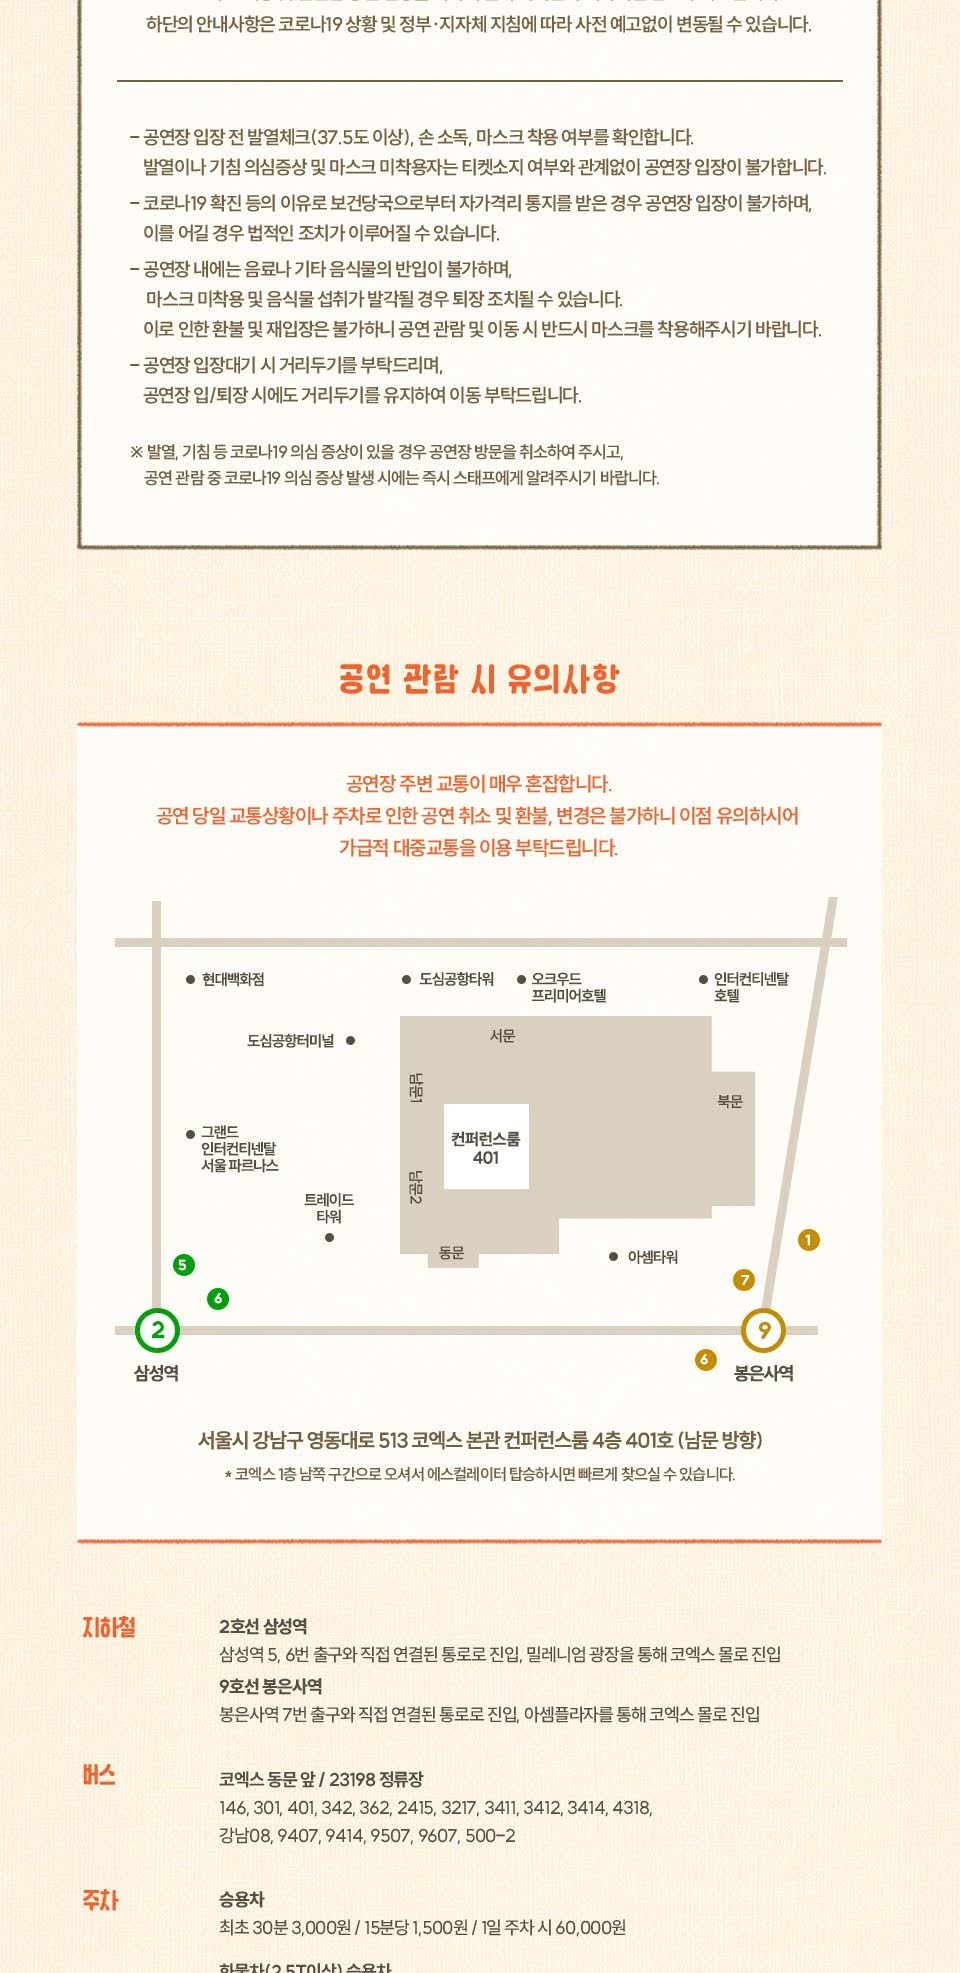 하단의 안내사항은 코로나19 상황 및 정부·지자체 지침에 따라 사전 예고없이 변동될 수 있습니다.
– 공연장 입장 전 발열체크(37.5도 이상), 손 소독, 마스크 착용 여부를 확인합니다.
발열이나 기침 의심증상 및 마스크 미착용자는 티켓소지 여부와 관계없이 공연장 입장이 불가합니다.
– 코로나19 확진 등의 이유로 보건당국으로부터 자가격리 통지를 받은 경우 공연장 입장이 불가하며,
이를 어길 경우 법적인 조치가 이루어질 수 있습니다.
– 공연장 내에는 음료나 기타 음식물의 반입이 불가하며,
마스크 미착용 및 음식물 섭취가 발각될 경우 퇴장 조치될 수 있습니다.
이로 인한 환불 및 재입장은 불가하니 공연 관람 및 이동 시 반드시 마스크를 착용해주시기 바랍니다.
– 공연장 입장대기 시 거리두기를 부탁드리며,
공연장 입/퇴장 시에도 거리두기를 유지하여 이동 부탁드립니다.
※ 발열, 기침 등 코로나19 의심 증상이 있을 경우 공연장 방문을 취소하여 주시고,
공연 관람 중 코로나19 의심 증상 발생 시에는 즉시 스태프에게 알려주시기 바랍니다.
공연 관람 시 유의사항
공연장 주변 교통이 매우 혼잡합니다.
공연 당일 교통상황이나 주차로 인한 공연 취소 및 환불, 변경은 불가하니 이점 유의하시어
가급적 대중교통을 이용 부탁드립니다.
현대백화점
도심공항타워
오크우드
프리미어호텔
인터컨티넨탈
호텔
도심공항터미널
서문
남문1
북문
그랜드
인터컨티넨탈
서울 파르나스
컨퍼런스룸
401
남문2
트레이드
타워
동문
아셈타워
1
5
7
6
2
9
6
삼성역
봉은사역
서울시 강남구 영동대로 513 코엑스 본관 컨퍼런스룸 4층 401호 (남문 방향)
* 코엑스 1층 남쪽 구간으로 오셔서 에스컬레이터 탑승하시면 빠르게 찾으실 수 있습니다.
지하철
2호선 삼성역
삼성역 5, 6번 출구와 직접 연결된 통로로 진입, 밀레니엄 광장을 통해 코엑스 몰로 진입
9호선 봉은사역
봉은사역 7번 출구와 직접 연결된 통로로 진입, 아셈플라자를 통해 코엑스 몰로 진입
버스
코엑스 동문 앞 / 23198 정류장
146, 301, 401, 342, 362, 2415, 3217, 3411, 3412, 3414, 4318,
강남08, 9407, 9414, 9507, 9607, 500–2
주차
승용차
최초 30분 3,000원 / 15분당 1,500원 / 1일 주차 시 60,000원
화물차(2.5T이상) 승용차